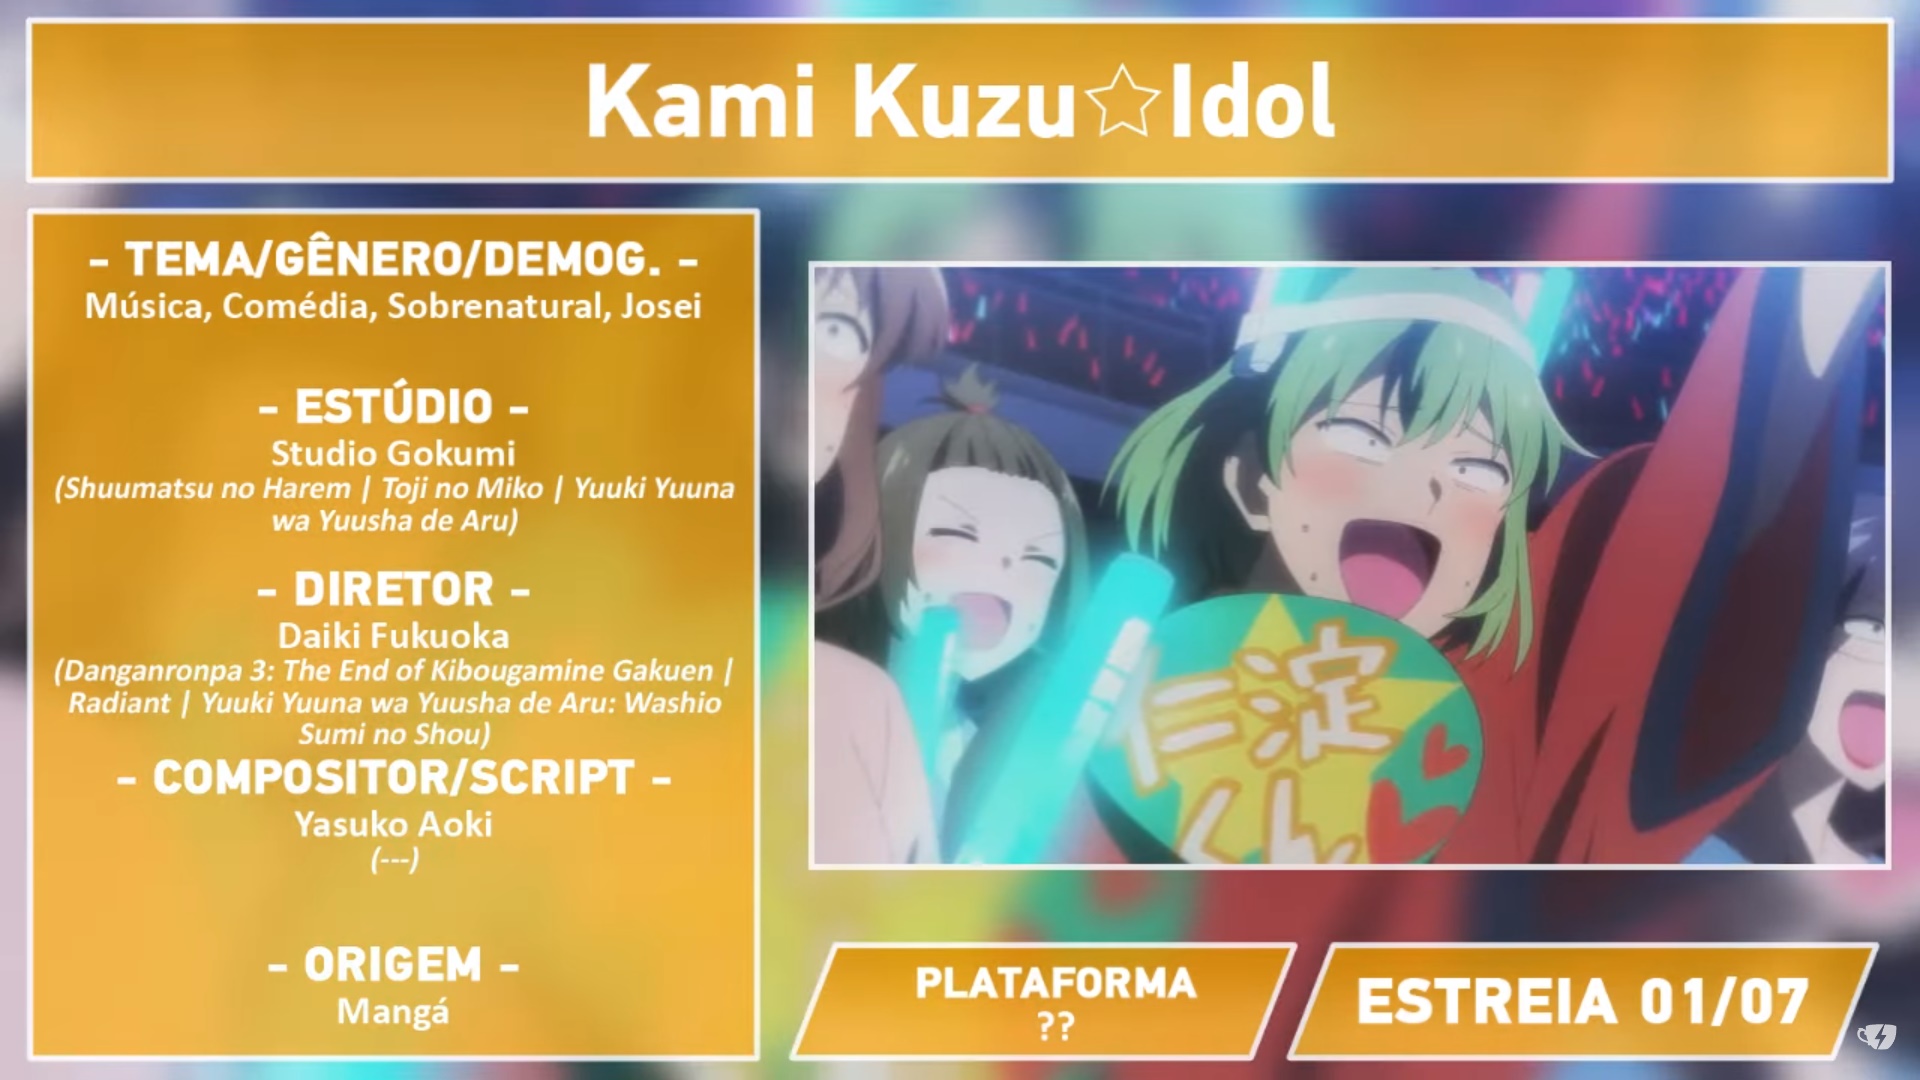 Kami Kuzu☆Idol
- TEMA/GÊNERO/DEMOG. -
Música, Comédia, Sobrenatural, Josei
- ESTÚDIO -
Studio Gokumi
(Shuumatsu no Harem | Toji no Miko | Yuuki Yuuna
wa Yuusha de Aru)
- DIRETOR -
Daiki Fukuoka
(Danganronpa 3: The End of Kibougamine Gakuen |
Radiant | Yuuki Yuuna wa Yuusha de Aru: Washio
Sumi no Shou)
- COMPOSITOR/SCRIPT -
Yasuko Aoki
(---)
- ORIGEM -
Mangá
仁淀
くん
PLATAFORMA
??
ESTREIA 01/07